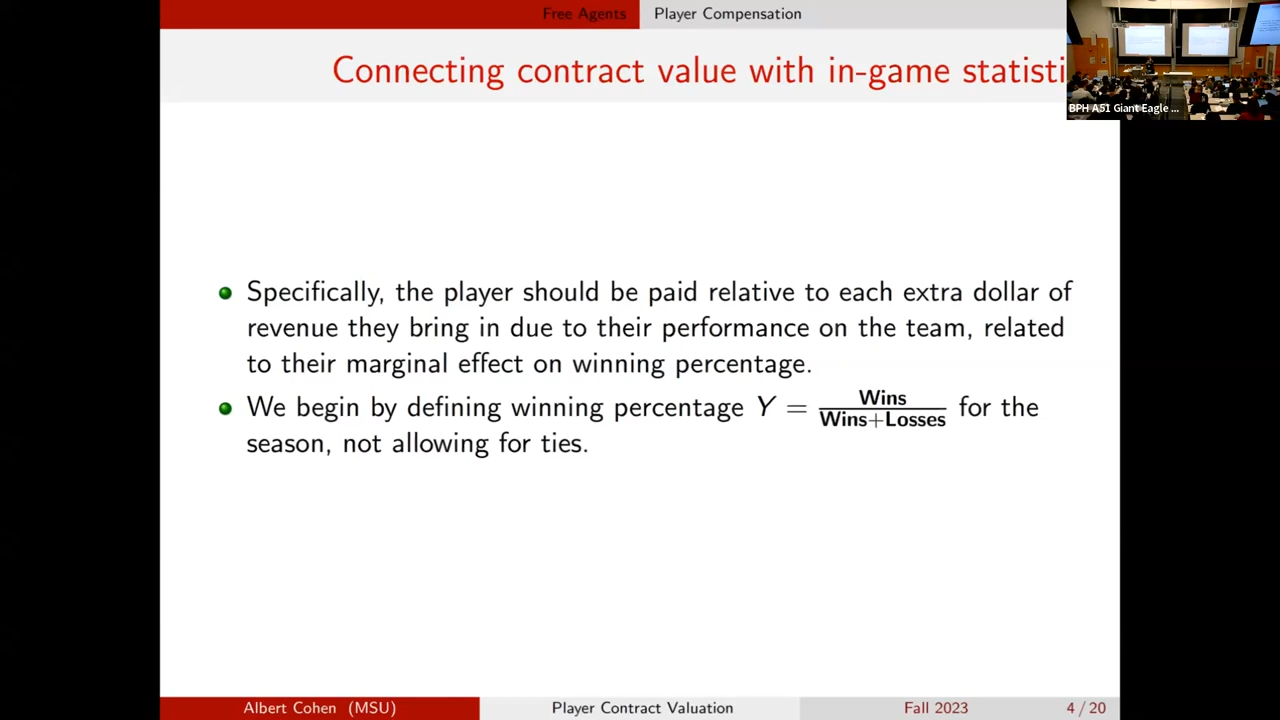 Free Agents Player Compensation
Connecting contract value with in-game statisti
BPH A51 Giant Eagle ...
Specifically, the player should be paid relative to each extra dollar of
revenue they bring in due to their performance on the team, related
to their marginal effect on winning percentage.
We begin by defining winning percentage Y = Wins / Wins+Losses for the
season, not allowing for ties.
Albert Cohen (MSU) Player Contract Valuation Fall 2023 4 / 20